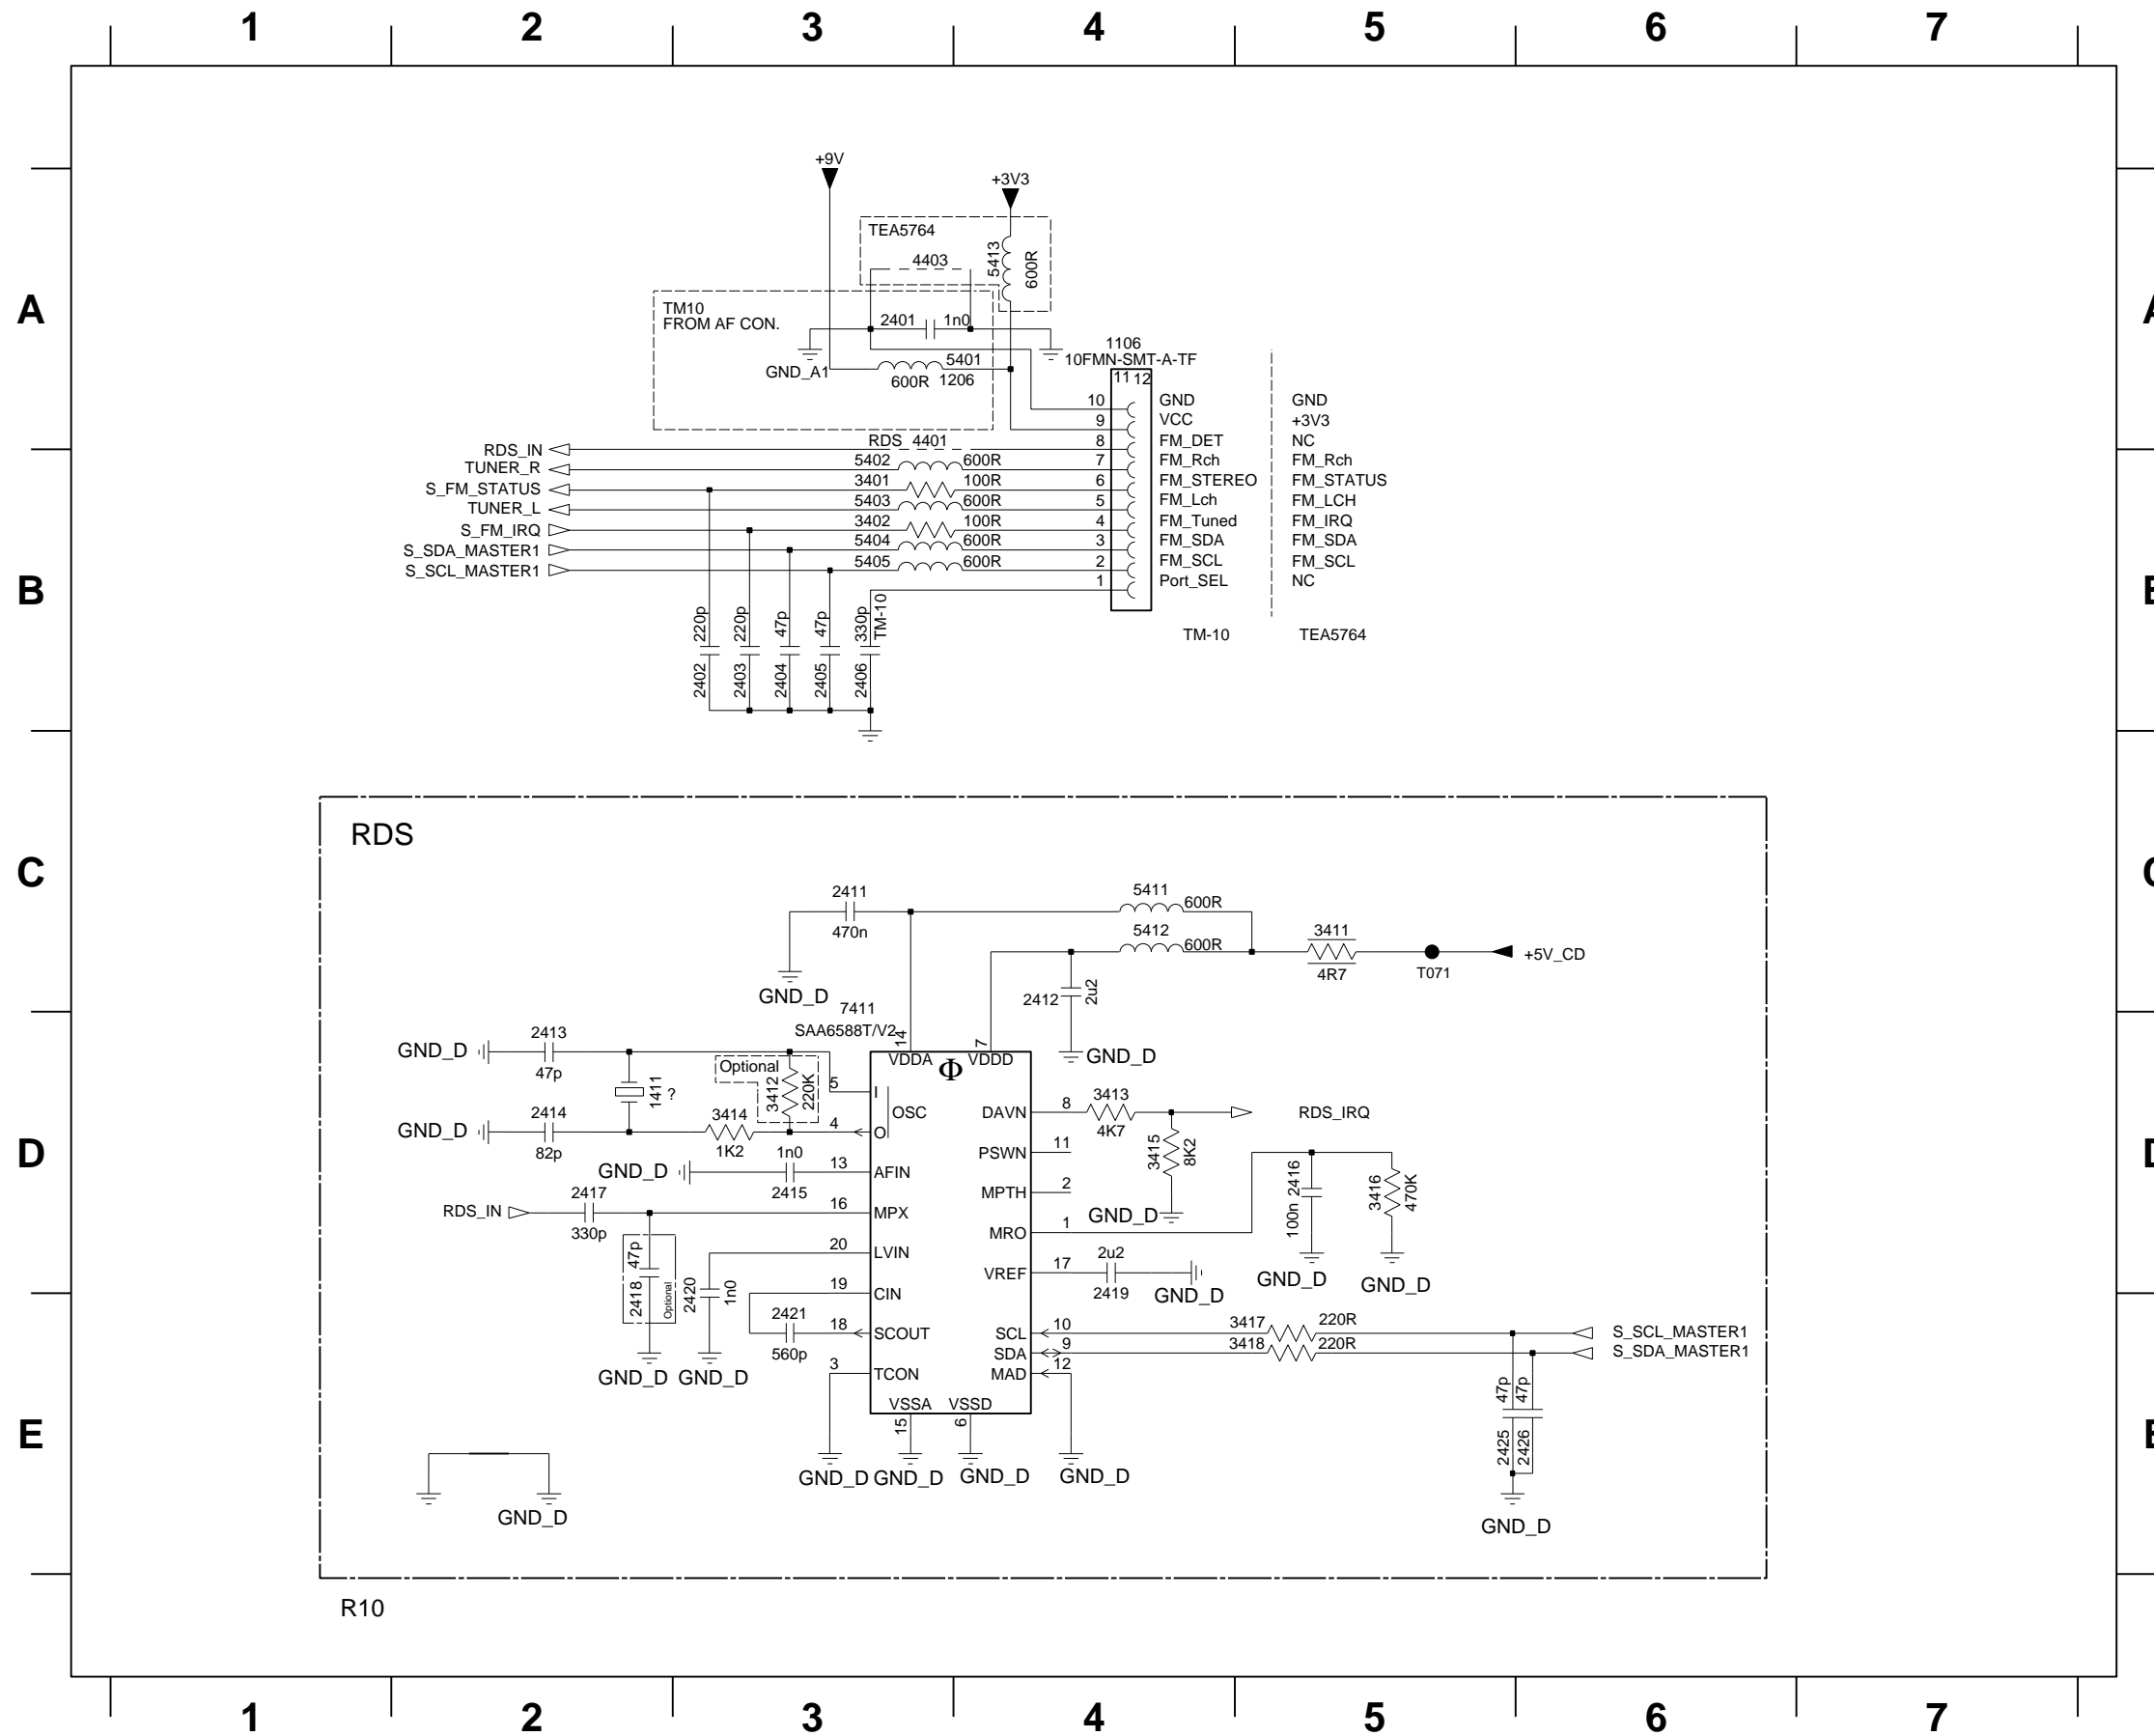 1 2 3 4 5 6 7
+9V
+3V3
TEA5764
5413
600R
4403
A
TM10
FROM AF CON.
2401 1n0
GND_A1
5401
600R 1206
1106
10FMN-SMT-A-TF
11 12
10 GND GND
9 VCC +3V3
RDS_IN RDS 4401 8 FM_DET NC
TUNER_R 5402 600R 7 FM_Rch FM_Rch
S_FM_STATUS 3401 100R 6 FM_STEREO FM_STATUS
TUNER_L 5403 600R 5 FM_Lch FM_LCH
S_FM_IRQ 3402 100R 4 FM_Tuned FM_IRQ
S_SDA_MASTER1 5404 600R 3 FM_SDA FM_SDA
S_SCL_MASTER1 5405 600R 2 FM_SCL FM_SCL
1 Port_SEL NC
B
220p 220p 47p 47p 330p TM-10
TM-10 TEA5764
2402 2403 2404 2405 2406
RDS
C
2411
470n
GND_D
5411
600R
5412
600R
3411
4R7
T071
+5V_CD
2412 2u2
GND_D
7411
SAA6588T/V2
14 7
VDDA Φ VDDD
GND_D
2413
47p
1411 ?
Optional
3412 220K
5 I
OSC
GND_D
2414
82p
3414
1K2
4 O
D
DAVN 8
3413
4K7
RDS_IRQ
3415 8K2
GND_D
PSWN 11
MPTH 2
MRO 1
100n 2416
GND_D
3416 470K
GND_D
GND_D
1n0
2415
13 AFIN
RDS_IN
2417
330p
16 MPX
2418 47p
Optional
GND_D
2420 1n0
GND_D
20 LVIN
19 CIN
2421
560p
18 SCOUT
3 TCON
VREF 17
2u2
2419
GND_D
SCL 10 3417 220R S_SCL_MASTER1
SDA 9 3418 220R S_SDA_MASTER1
MAD 12
VSSA VSSD
15 6
47p 47p
2425 2426
E
GND_D GND_D GND_D GND_D
GND_D
GND_D
R10
1 2 3 4 5 6 7